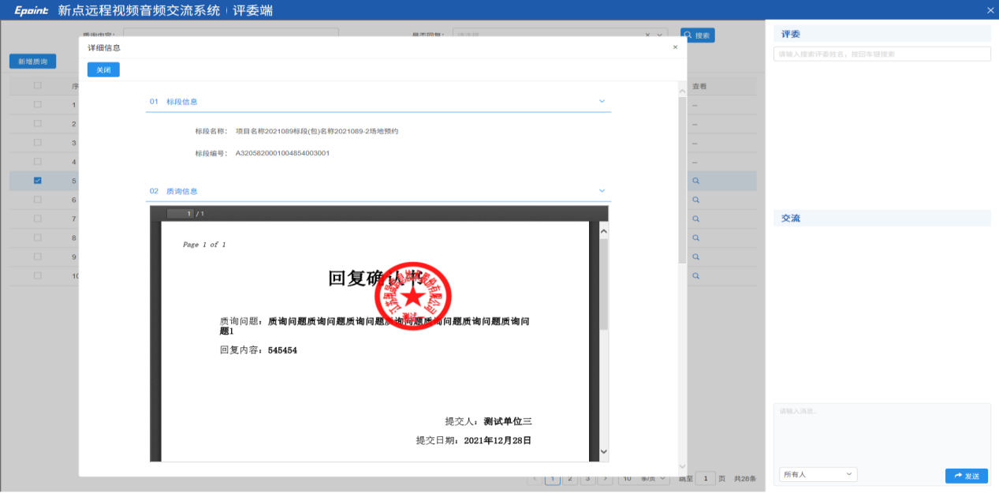 Epoint 新点远程视频音频交流系统 | 评委端
质询内容：
是否回复： 请选择
搜索
新增质询
序
查看
1 --
2 --
3 --
4 --
5
6
7
8
9
10
详细信息
关闭
01 标段信息
标段名称： 项目名称2021089标段(包)名称2021089-2场地预约
标段编号： A3205820001004854003001
02 质询信息
1 / 1
Page 1 of 1
回复确认书
质询问题：质询问题质询问题质询问题质询问题质询问题质询问题质询问
题1
回复内容：545454
提交人：测试单位三
提交日期：2021年12月28日
1 2 3 10 条/页 跳至 1 页 共28条
评委
请输入搜索评委姓名，按回车键搜索
交流
请输入消息..
所有人
发送